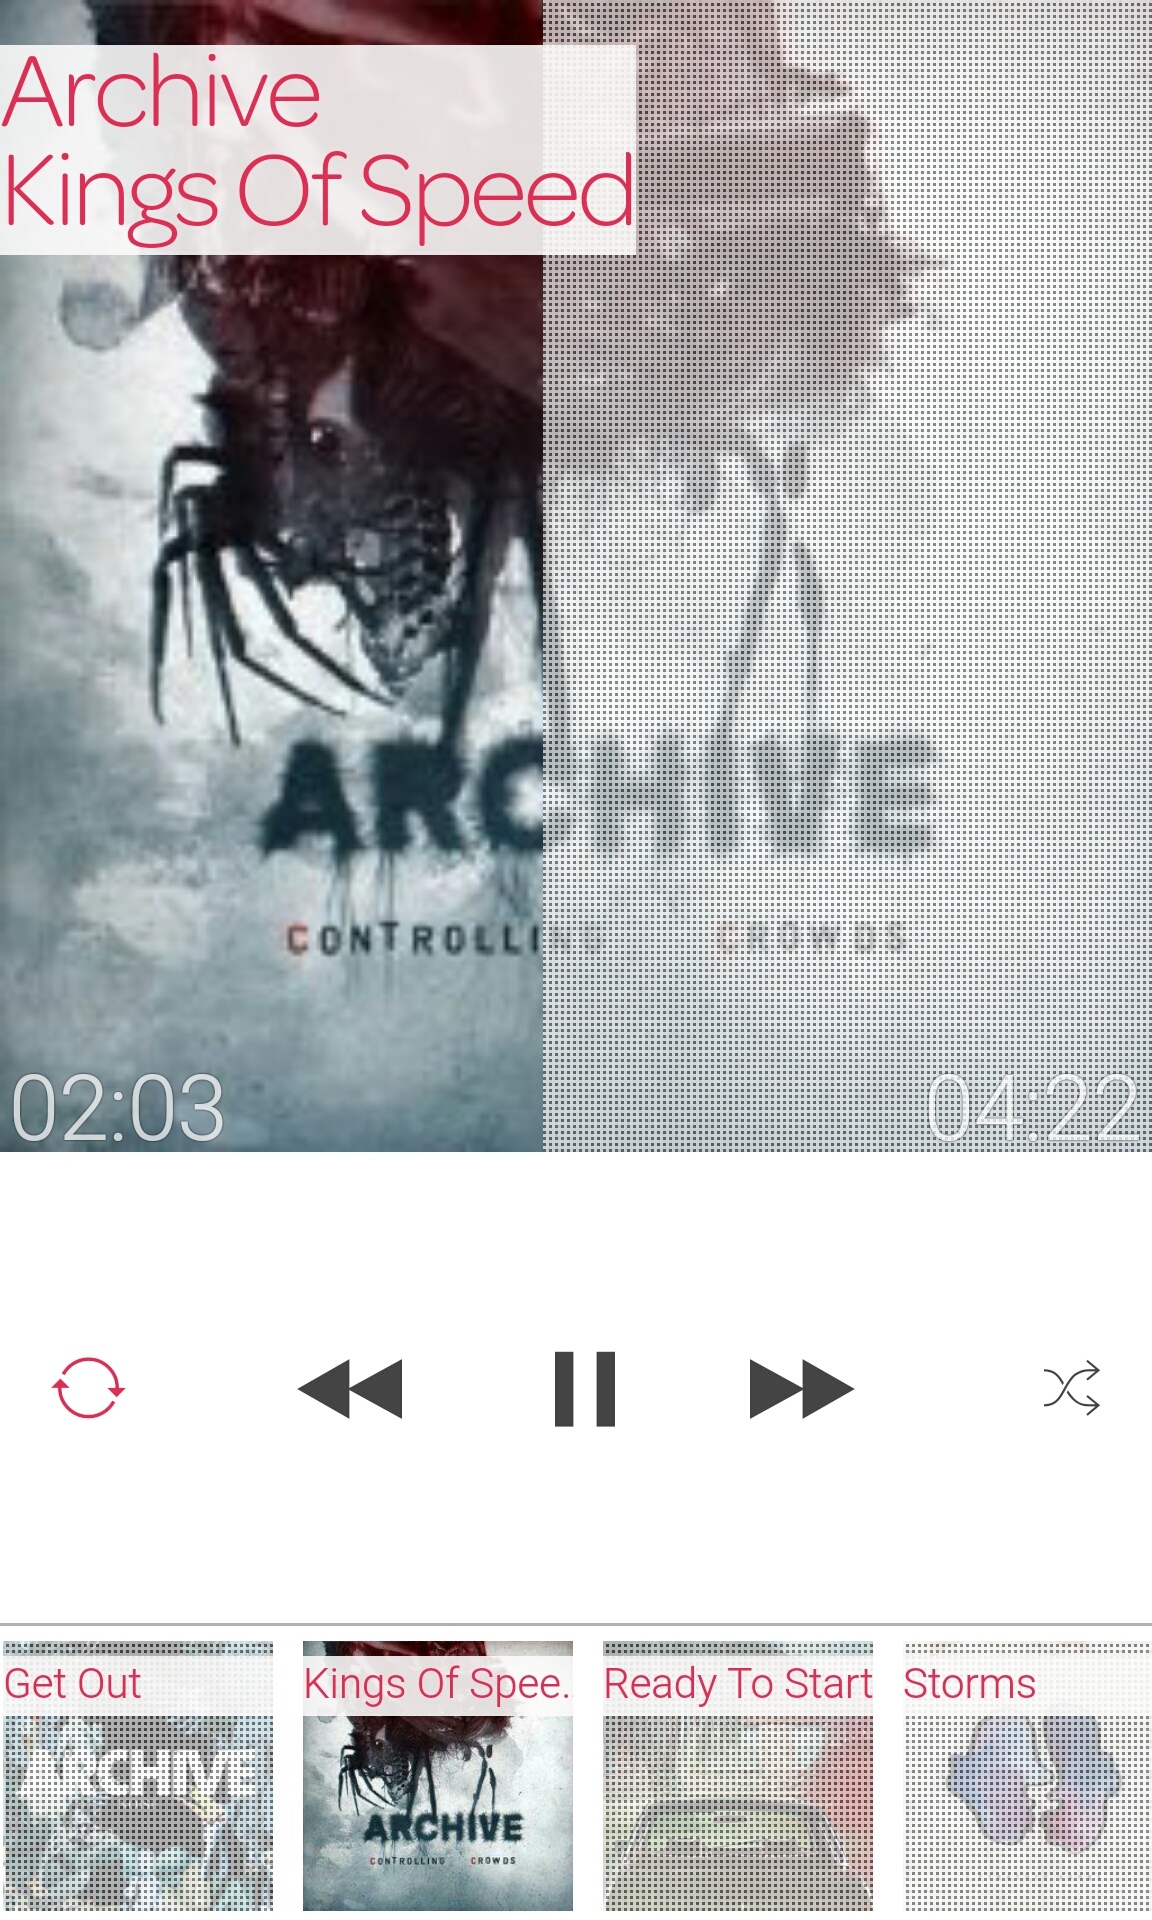 Archive
Kings Of Speed
ARCHIVE
CONTROLLING CROWDS
02:03
04:22
Get Out
Kings Of Spee.
Ready To Start
Storms
ARCHIVE
ARCHIVE
CONTROLLING CROWDS